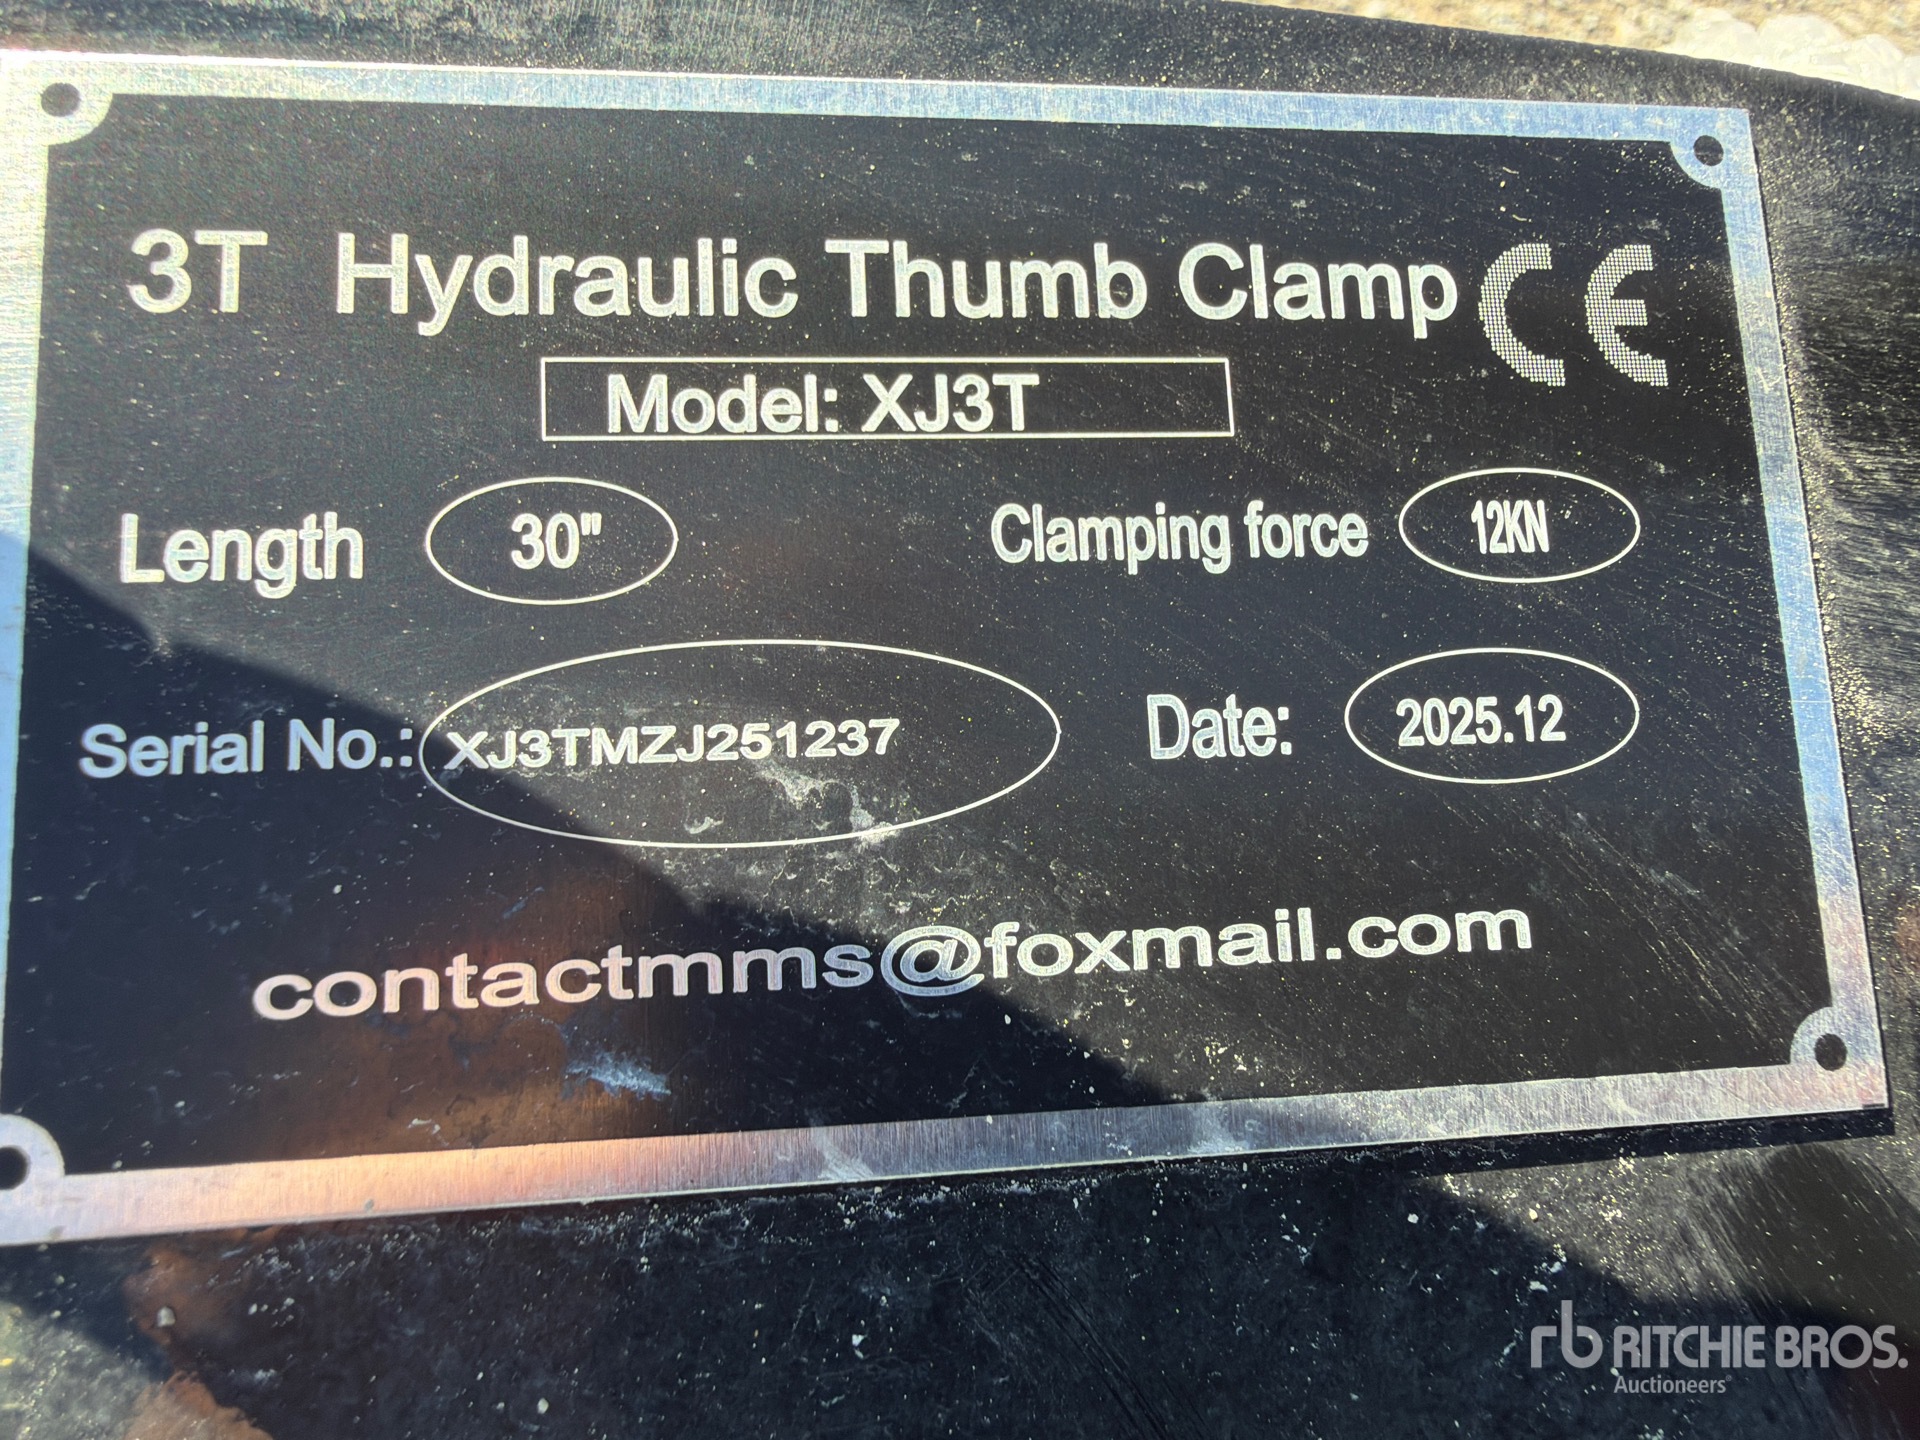 3T Hydraulic Thumb Clamp CE
Model: XJ3T
Length 30" Clamping force 12KN
Serial No.: XJ3TMZJ251237 Date: 2025.12
contactmms@foxmail.com
rb RITCHIE BROS.
Auctioneers